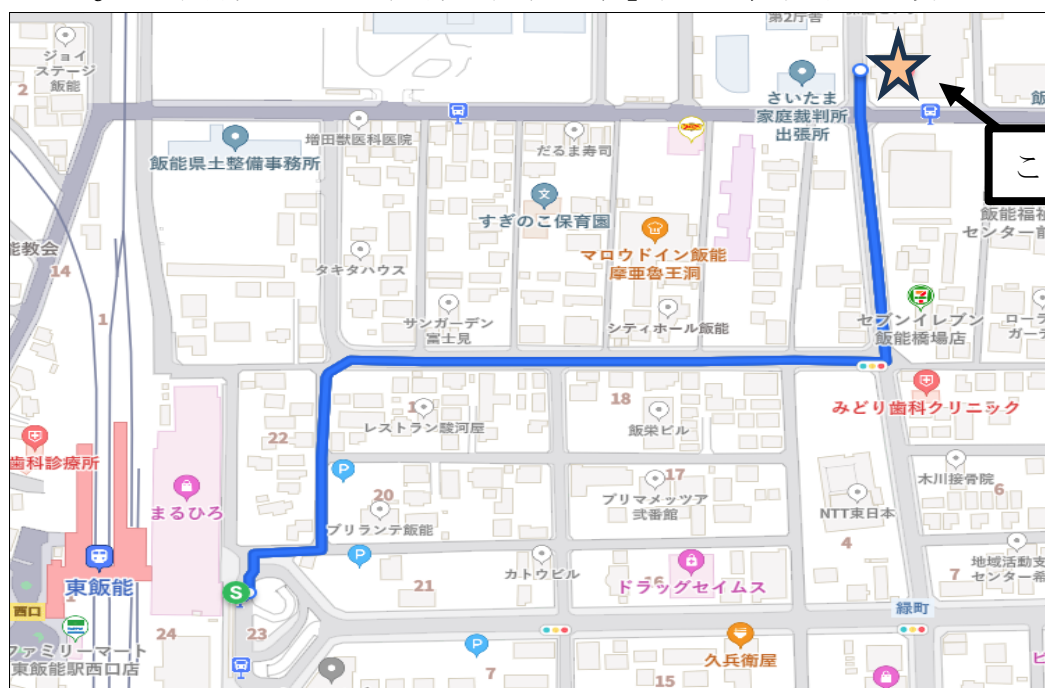 第2庁舎
ジョイ
ステージ
飯能
2
さいたま
家庭裁判所
出張所
飯
増田獣医科医院
飯能県土整備事務所
だるま寿司
こ
すぎのこ保育園
飯能福祉
センター前
能教会
14
マロウドイン飯能
摩亜魯王洞
タキタハウス
1
サンガーデン
富士見
シティホール飯能
セブンイレブン
飯能橋場店
ローラ
ガーデ
18
みどり歯科クリニック
レストラン駿河屋
飯栄ビル
22
歯科診療所
P
17
木川接骨院
6
まるひろ
20
プリマメッツア
弐番館
NTT東日本
ブリランテ飯能
4
P
カトウビル
地域活動支
センター希
7
東飯能
21
16
ドラッグセイムス
S
西口
緑町
24
23
ファミリーマート
東飯能駅西口店
P
7
久兵衛屋
15
ビ